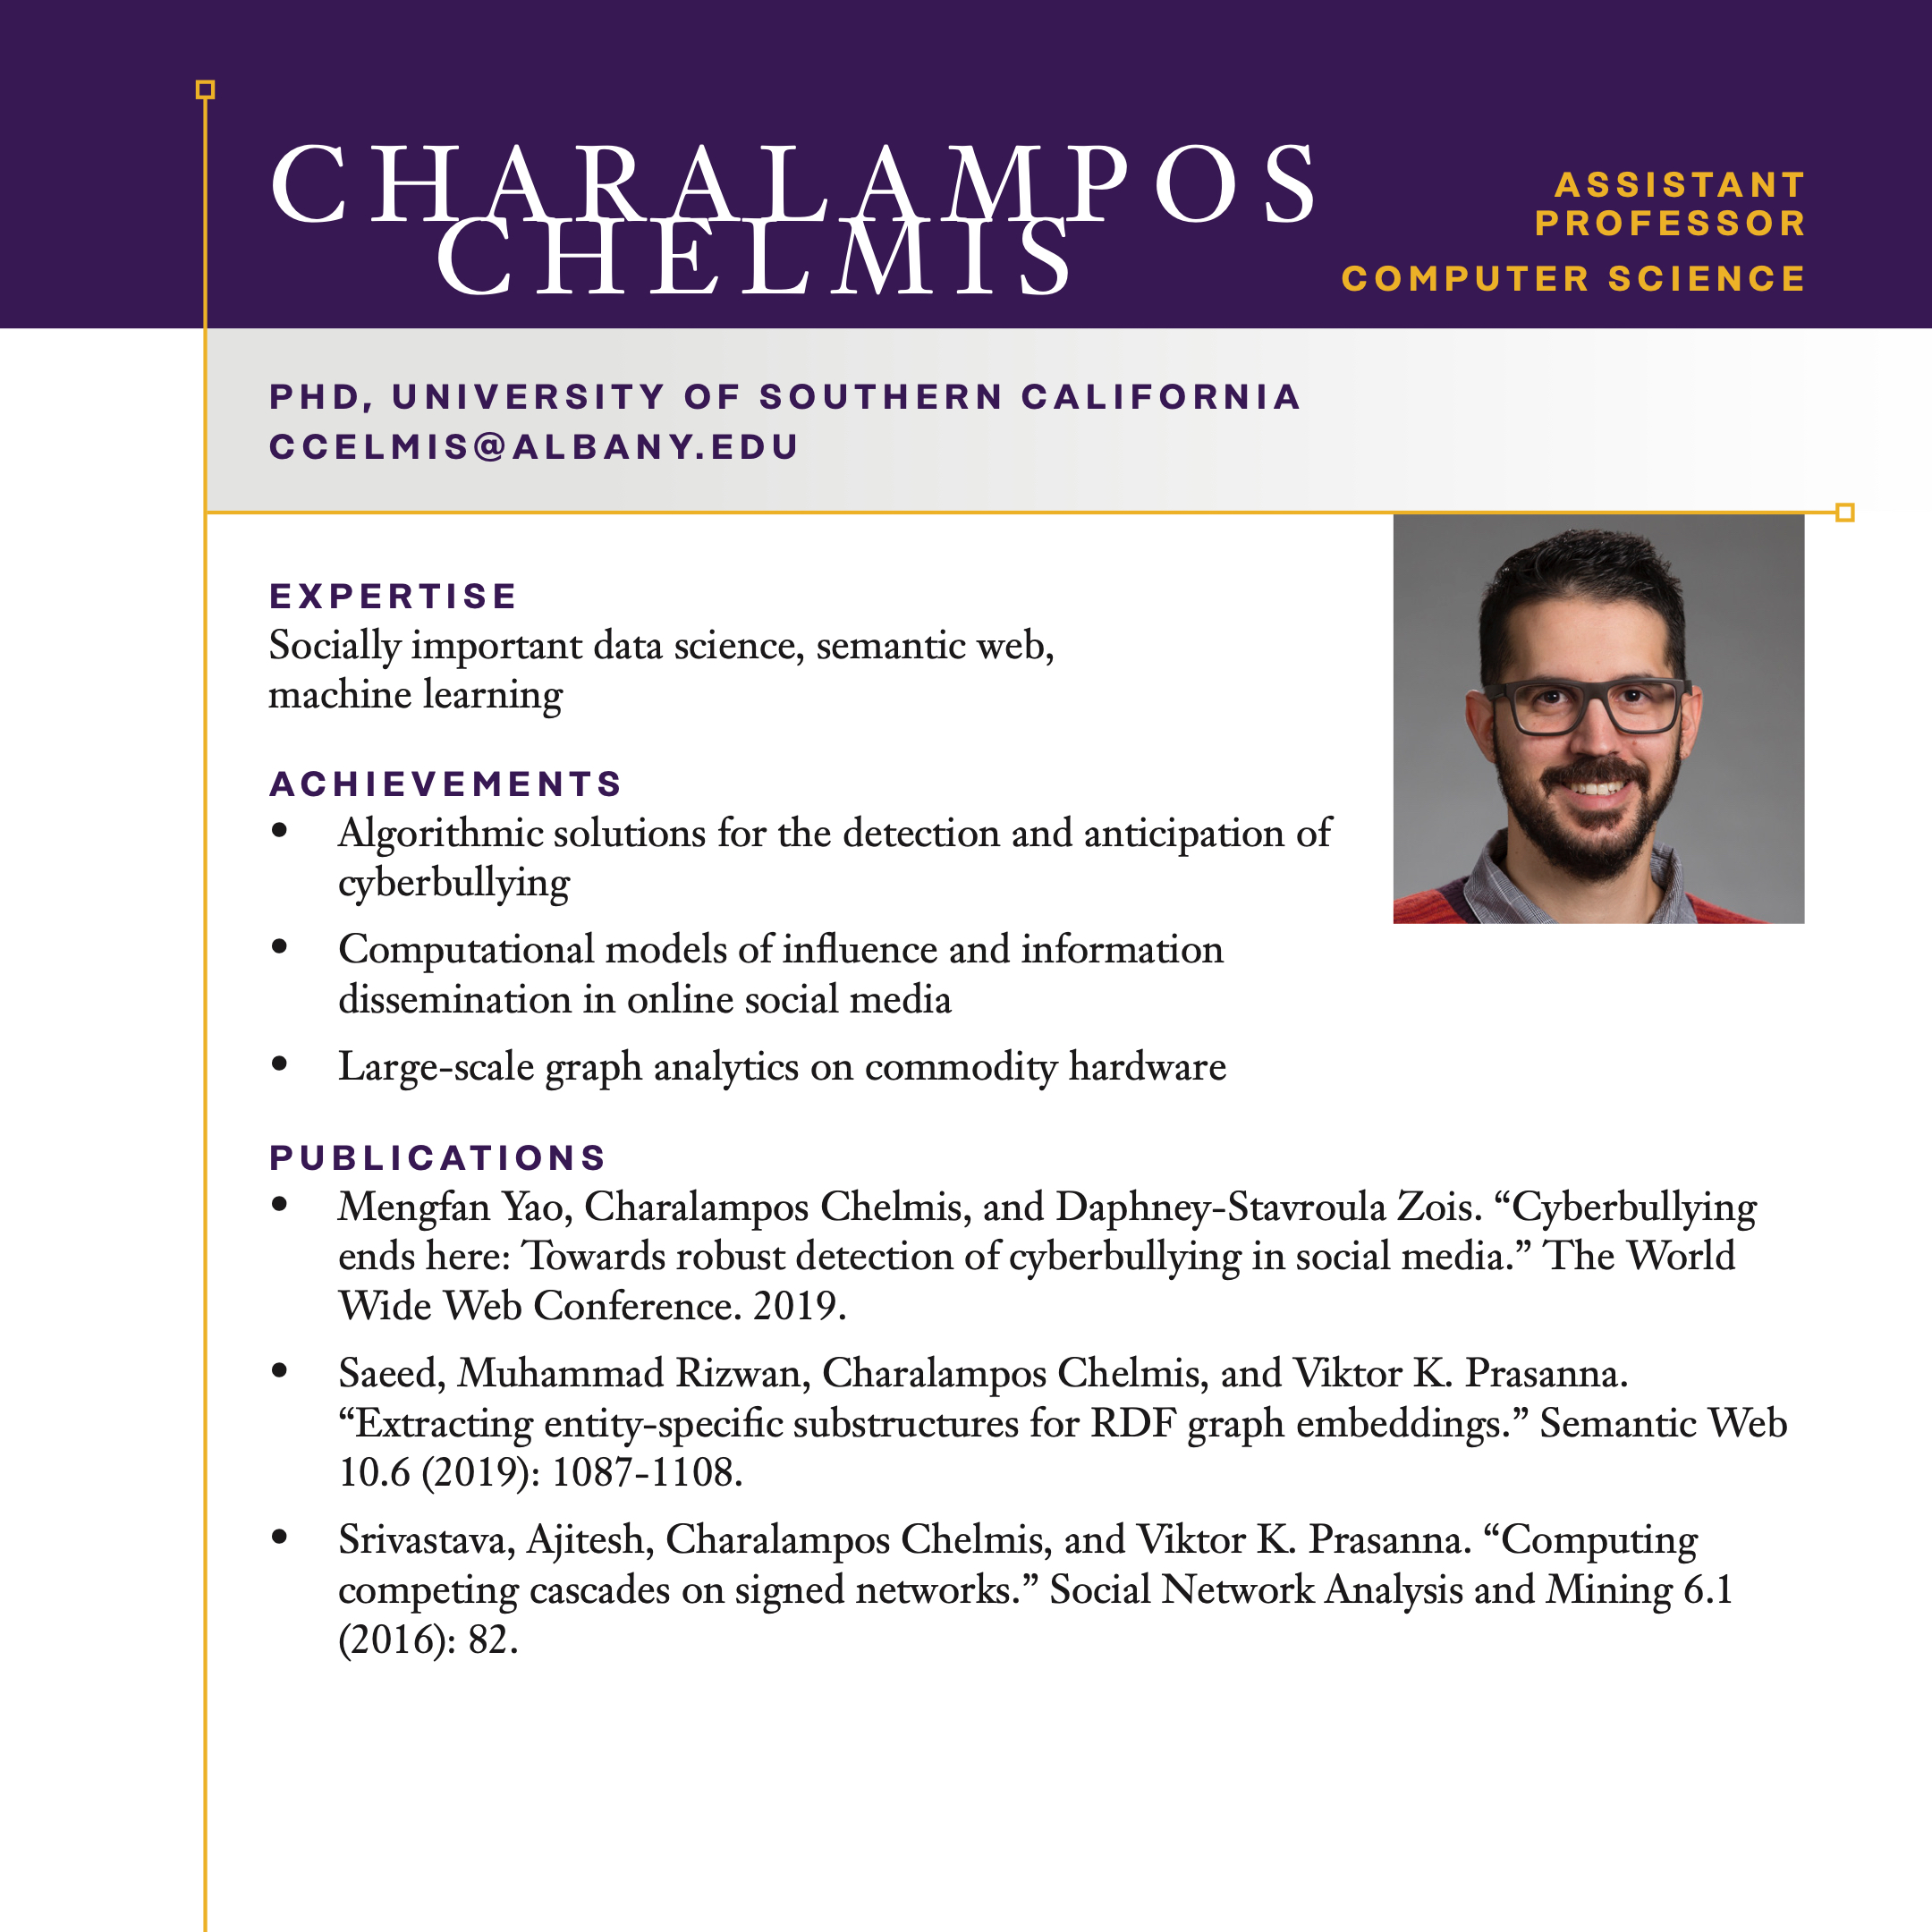 CHARALAMPOS
CHELMIS
ASSISTANT
PROFESSOR
COMPUTER SCIENCE
PHD, UNIVERSITY OF SOUTHERN CALIFORNIA
CCELMIS@ALBANY.EDU
EXPERTISE
Socially important data science, semantic web,
machine learning
ACHIEVEMENTS
• Algorithmic solutions for the detection and anticipation of
cyberbullying
• Computational models of influence and information
dissemination in online social media
• Large-scale graph analytics on commodity hardware
PUBLICATIONS
• Mengfan Yao, Charalampos Chelmis, and Daphney-Stavroula Zois. “Cyberbullying
ends here: Towards robust detection of cyberbullying in social media.” The World
Wide Web Conference. 2019.
• Saeed, Muhammad Rizwan, Charalampos Chelmis, and Viktor K. Prasanna.
“Extracting entity-specific substructures for RDF graph embeddings.” Semantic Web
10.6 (2019): 1087-1108.
• Srivastava, Ajitesh, Charalampos Chelmis, and Viktor K. Prasanna. “Computing
competing cascades on signed networks.” Social Network Analysis and Mining 6.1
(2016): 82.